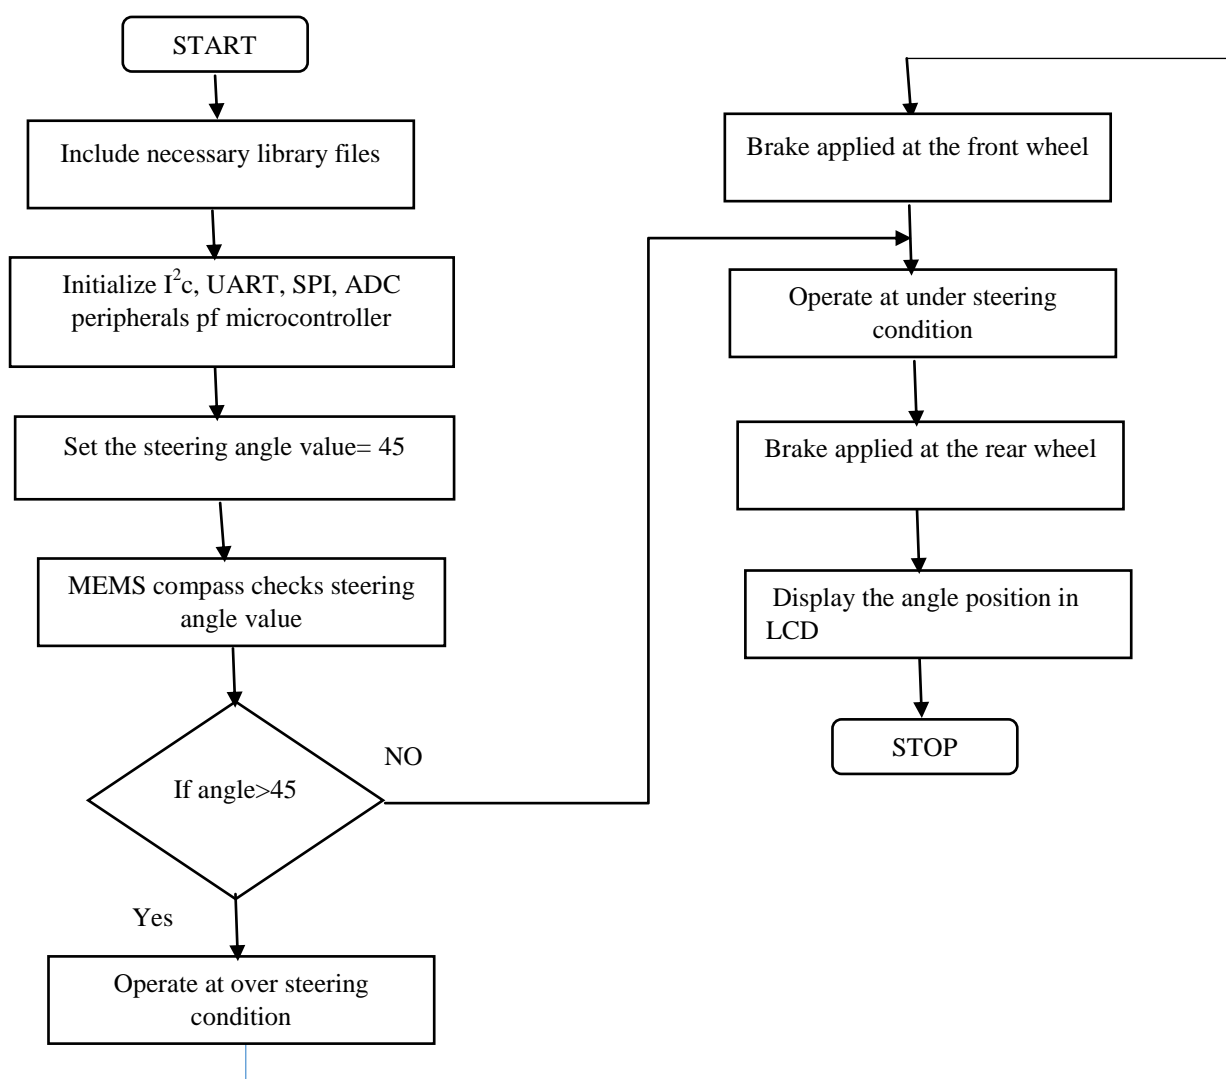 START
Include necessary library files
Initialize I²c, UART, SPI, ADC
peripherals pf microcontroller
Set the steering angle value= 45
MEMS compass checks steering
angle value
If angle>45
NO
Yes
Operate at over steering
condition
Brake applied at the front wheel
Operate at under steering
condition
Brake applied at the rear wheel
Display the angle position in
LCD
STOP